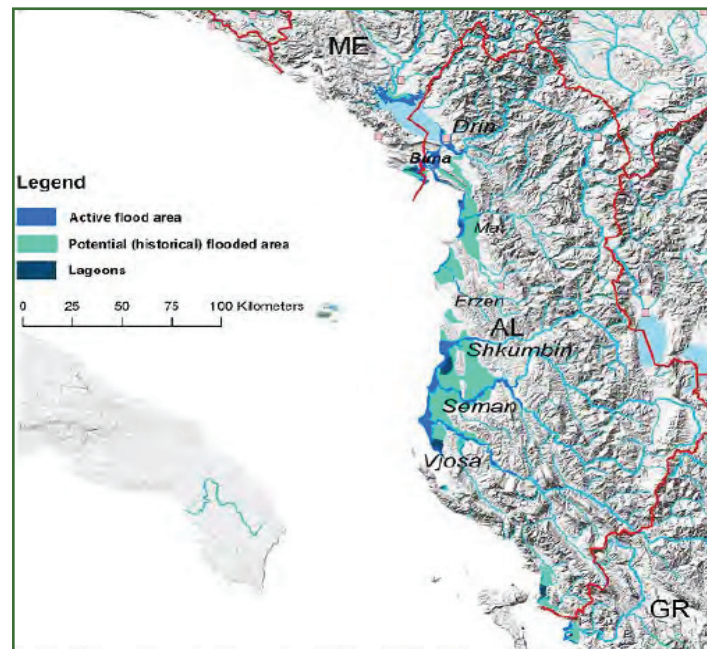 ME
Drin
Buna
Mat
Legend
Active flood area
Potential (historical) flooded area
Lagoons
0 25 50 75 100 Kilometers
Erzen
AL
Shkumbin
Seman
Vjosa
GR